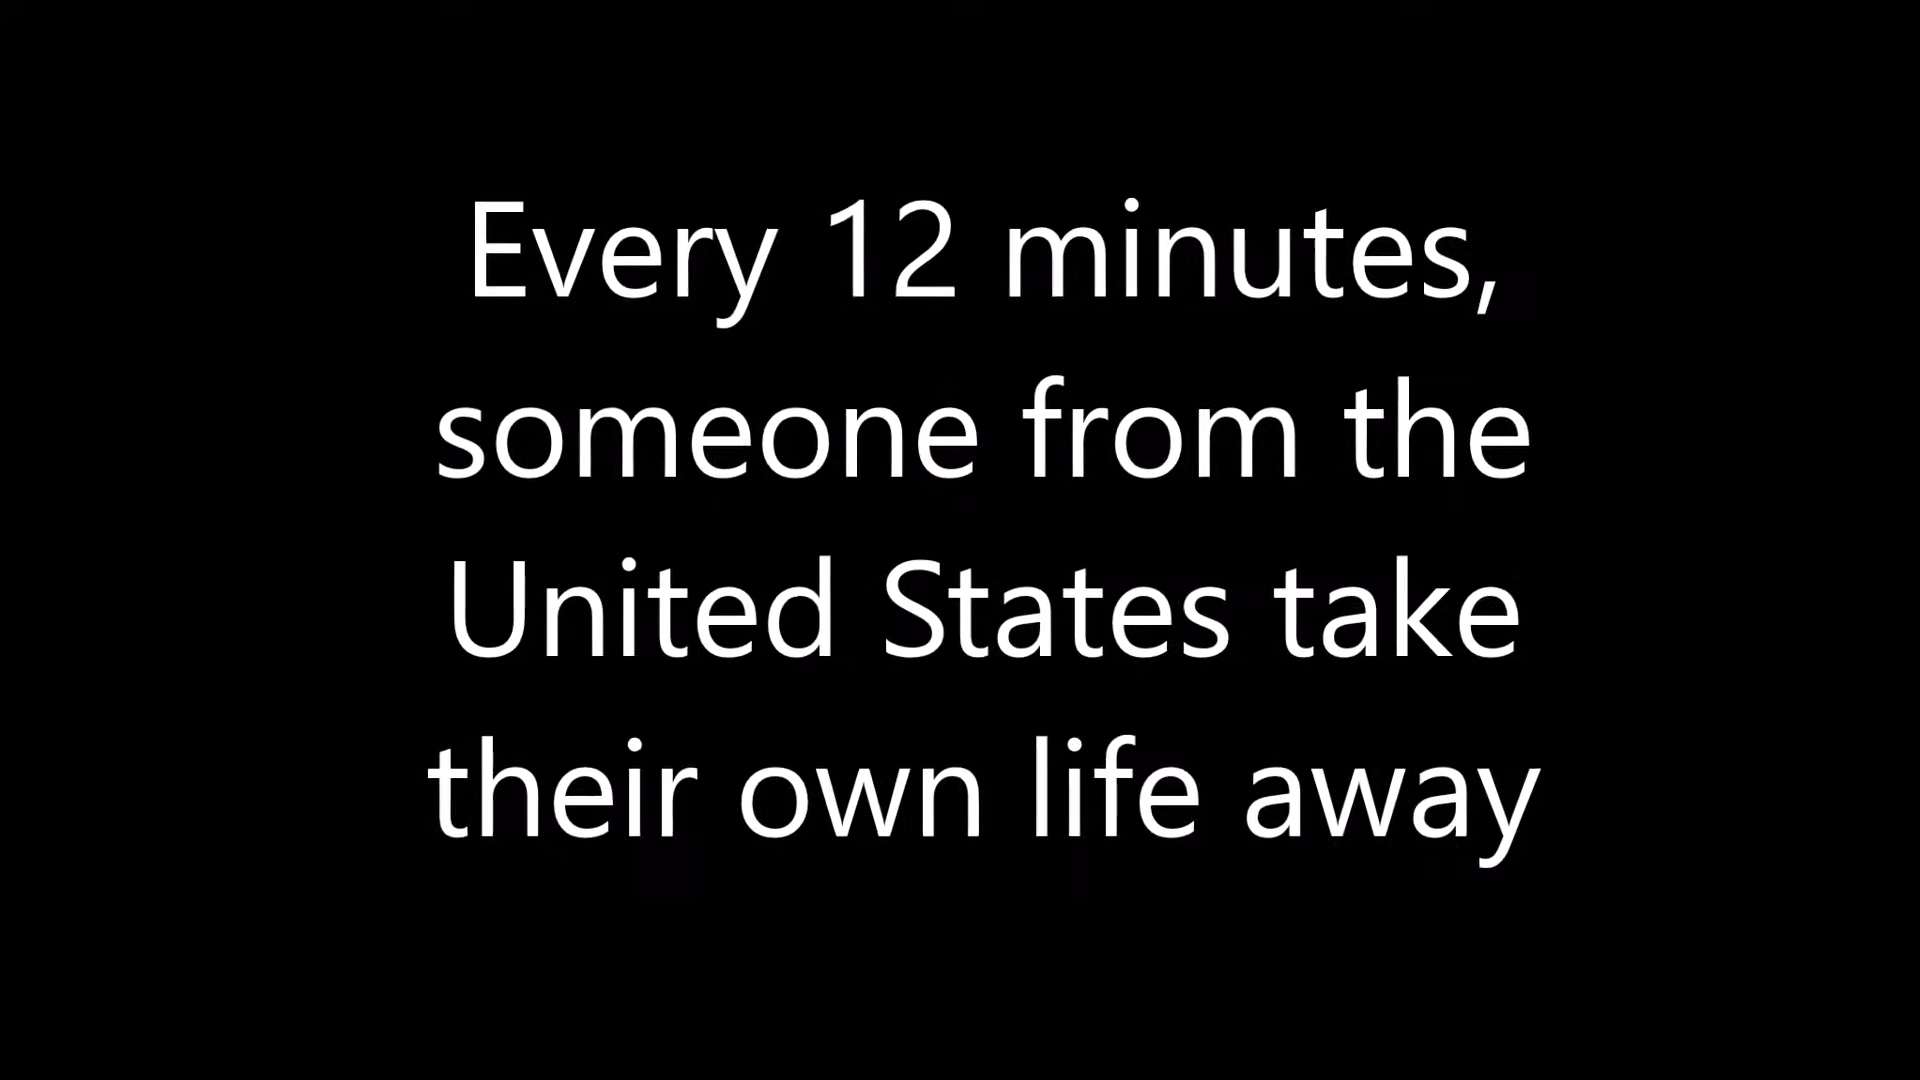 Every 12 minutes,
someone from the
United States take
their own life away